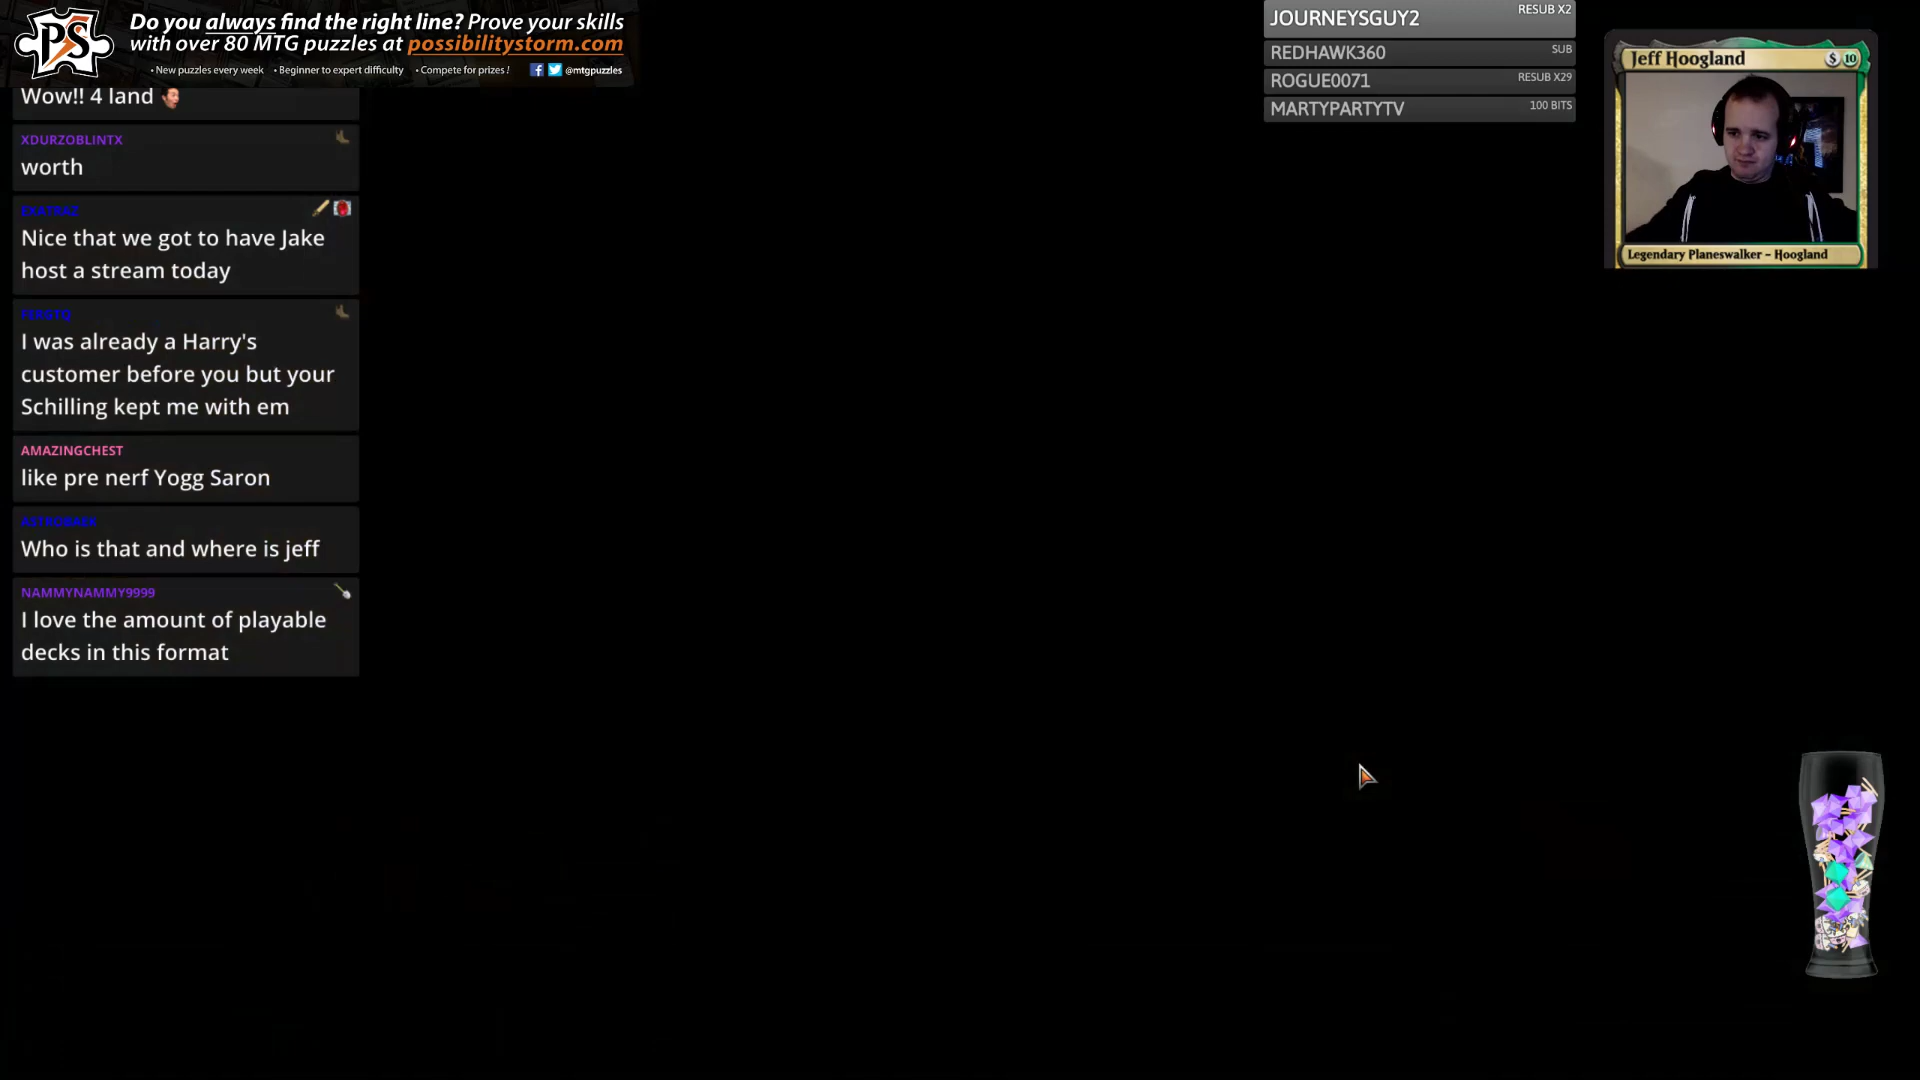 PS
Do you always find the right line? Prove your skills
with over 80 MTG puzzles at possibilitystorm.com
• New puzzles every week • Beginner to expert difficulty • Compete for prizes! @mtgpuzzles
Wow!! 4 land
XDURZOBLINTX
worth
Nice that we got to have Jake
host a stream today
FERGTQ
I was already a Harry's
customer before you but your
Schilling kept me with em
AMAZINGCHEST
like pre nerf Yogg Saron
Who is that and where is jeff
NAMMYNAMMY9999
I love the amount of playable
decks in this format
JOURNEYSGUY2 RESUB X2
REDHAWK360 SUB
ROGUE0071 RESUB X29
MARTYPARTYTV 100 BITS
Jeff Hoogland $ 10
Legendary Planeswalker – Hoogland